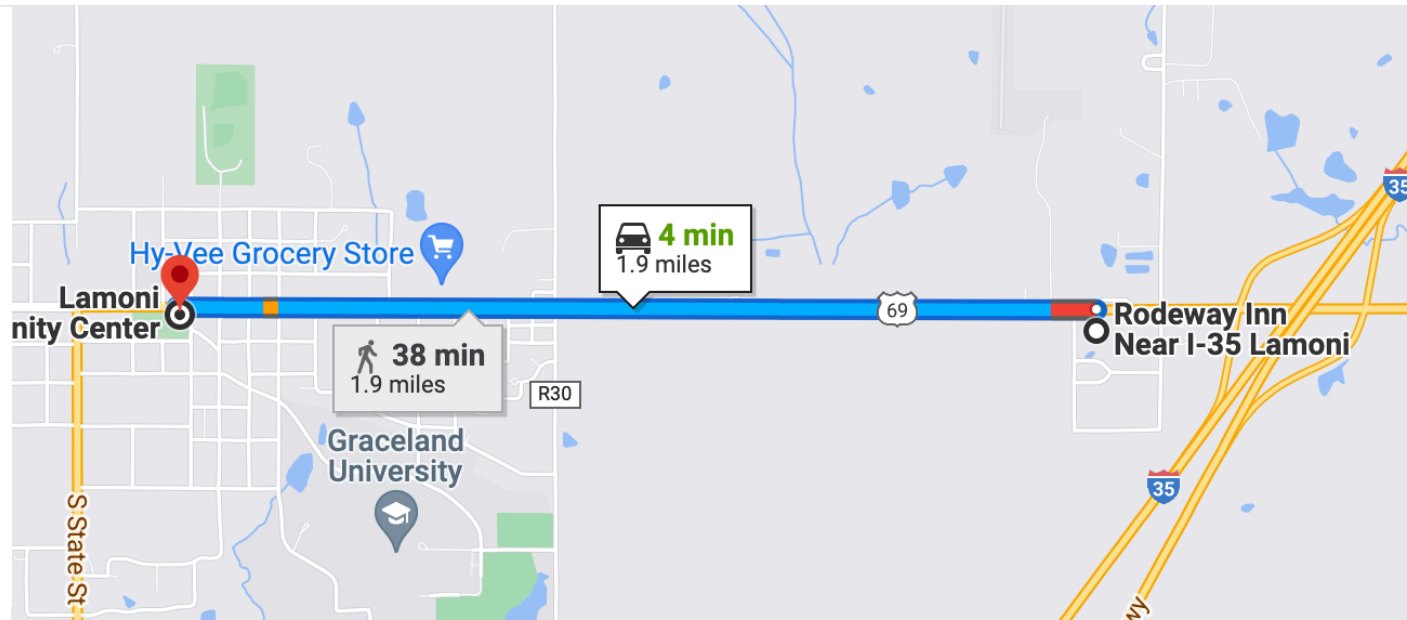 35
Hy-Vee Grocery Store
4 min
1.9 miles
Lamoni
nity Center
69
Rodeway Inn
Near I-35 Lamoni
38 min
1.9 miles
R30
Graceland
University
35
S State St
wy